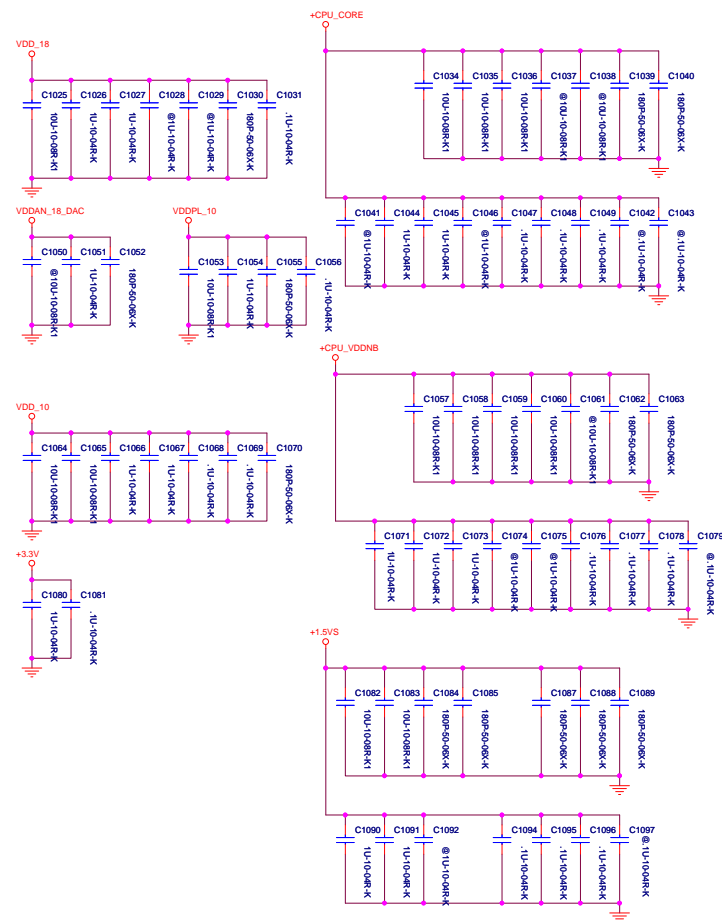 VDD_18
C1025
C1026
C1027
C1028
C1029
C1030
C1031
10U-10-08R-K1
1U-10-04R-K
1U-10-04R-K
@1U-10-04R-K
@1U-10-04R-K
180P-50-06X-K
.1U-10-04R-K
+CPU_CORE
C1034
C1035
C1036
C1037
C1038
C1039
C1040
10U-10-08R-K1
10U-10-08R-K1
10U-10-08R-K1
@10U-10-08R-K1
@10U-10-08R-K1
180P-50-06X-K
180P-50-06X-K
C1041
C1044
C1045
C1046
C1047
C1048
C1049
C1042
C1043
@1U-10-04R-K
1U-10-04R-K
1U-10-04R-K
@1U-10-04R-K
.1U-10-04R-K
.1U-10-04R-K
.1U-10-04R-K
@.1U-10-04R-K
@.1U-10-04R-K
VDDAN_18_DAC
C1050
C1051
C1052
@10U-10-08R-K1
1U-10-04R-K
180P-50-06X-K
VDDPL_10
C1053
C1054
C1055
C1056
10U-10-08R-K1
1U-10-04R-K
180P-50-06X-K
.1U-10-04R-K
+CPU_VDDNB
C1057
C1058
C1059
C1060
C1061
C1062
C1063
10U-10-08R-K1
10U-10-08R-K1
10U-10-08R-K1
10U-10-08R-K1
@10U-10-08R-K1
180P-50-06X-K
180P-50-06X-K
VDD_10
C1064
C1065
C1066
C1067
C1068
C1069
C1070
10U-10-08R-K1
10U-10-08R-K1
1U-10-04R-K
1U-10-04R-K
.1U-10-04R-K
.1U-10-04R-K
180P-50-06X-K
C1071
C1072
C1073
C1074
C1075
C1076
C1077
C1078
C1079
1U-10-04R-K
1U-10-04R-K
1U-10-04R-K
@1U-10-04R-K
@1U-10-04R-K
.1U-10-04R-K
.1U-10-04R-K
.1U-10-04R-K
@.1U-10-04R-K
+3.3V
C1080
C1081
1U-10-04R-K
.1U-10-04R-K
+1.5VS
C1082
C1083
C1084
C1085
C1087
C1088
C1089
10U-10-08R-K1
10U-10-08R-K1
180P-50-06X-K
180P-50-06X-K
180P-50-06X-K
180P-50-06X-K
180P-50-06X-K
C1090
C1091
C1092
C1094
C1095
C1096
C1097
1U-10-04R-K
1U-10-04R-K
@1U-10-04R-K
.1U-10-04R-K
.1U-10-04R-K
.1U-10-04R-K
@.1U-10-04R-K